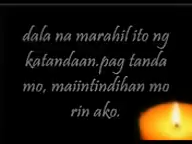 dala na marahil ito ng
katandaan.pag tanda
mo, maiintindihan mo
rin ako.